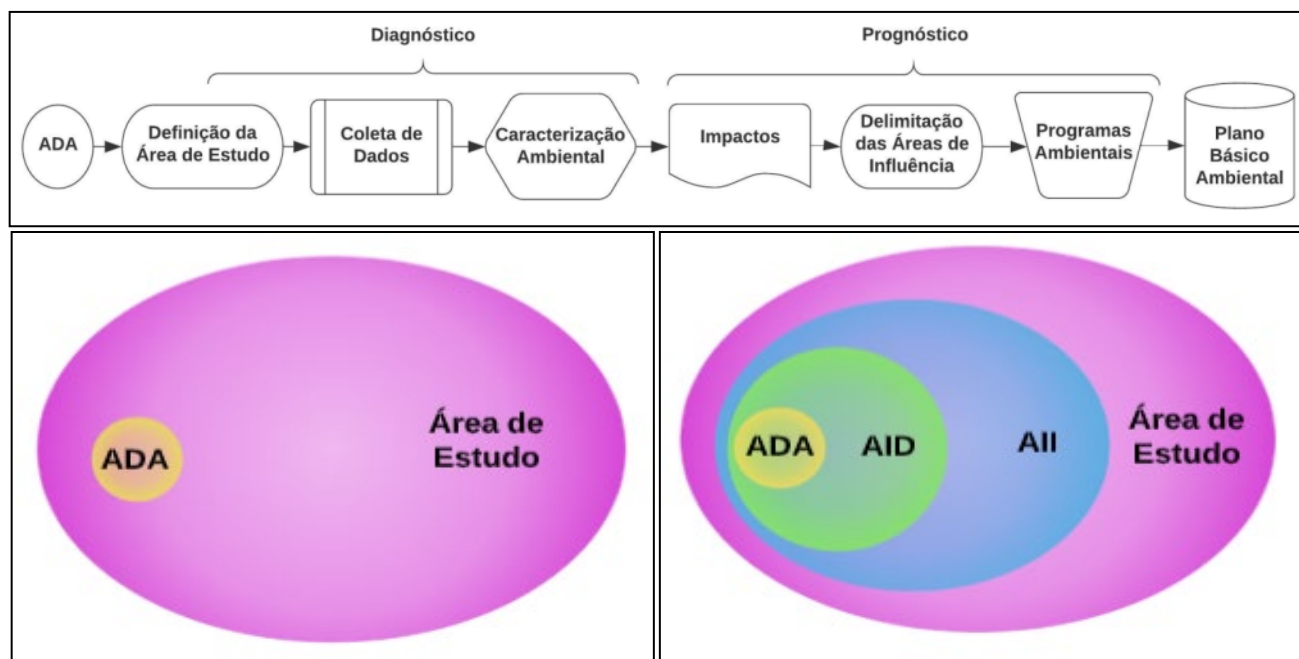 Diagnóstico
Prognóstico
ADA
Definição da
Área de Estudo
Coleta de
Dados
Caracterização
Ambiental
Impactos
Delimitação
das Áreas de
Influência
Programas
Ambientais
Plano
Básico
Ambiental
ADA
Área de
Estudo
ADA
AID
AII
Área de
Estudo